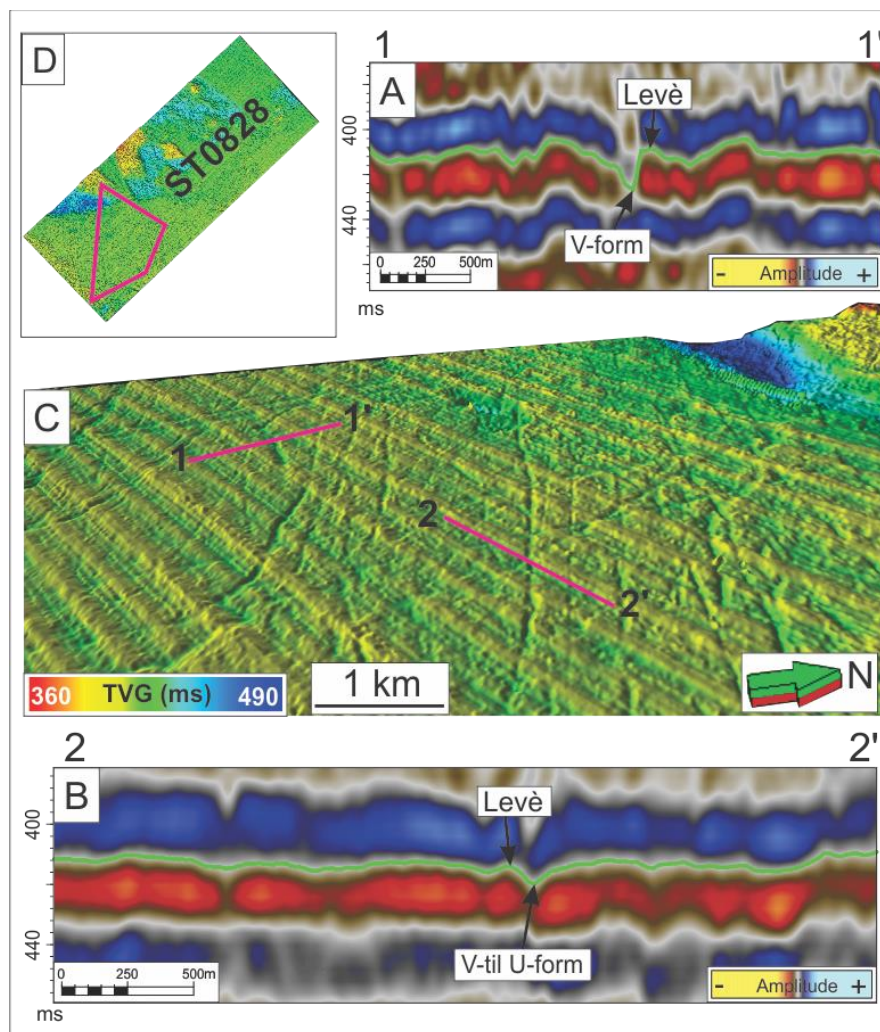 D
ST0828
1
1'
A
Levè
400
440
V-form
0 250 500m
- Amplitude +
ms
C
1
1'
2
2'
360 TVG (ms) 490
1 km
N
2
2'
B
Levè
400
440
V-til U-form
0 250 500m
- Amplitude +
ms